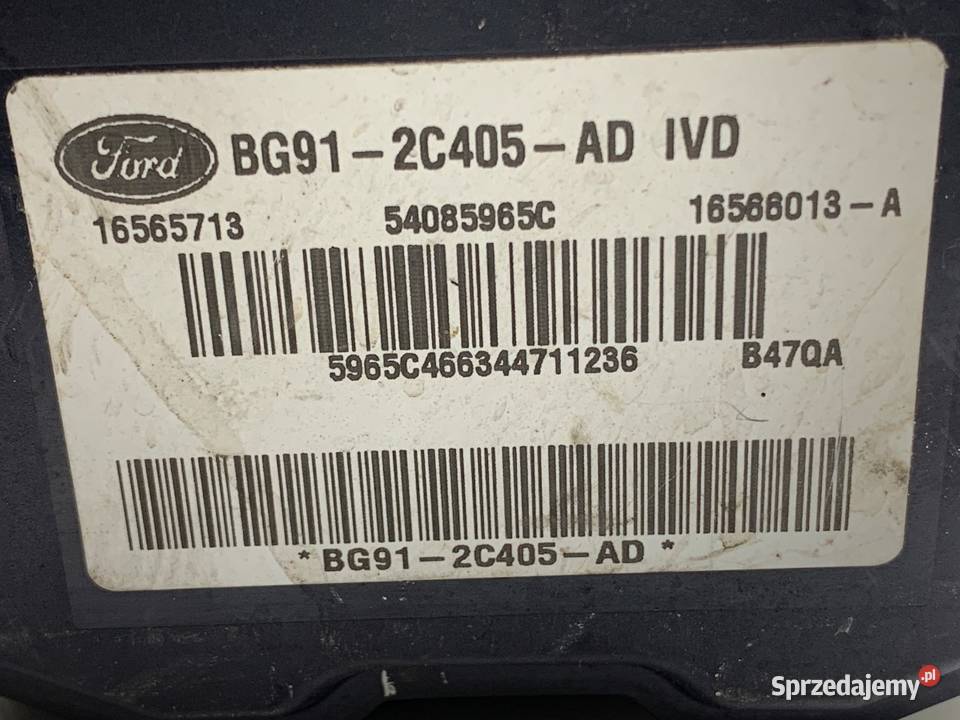 Ford BG91-2C405-AD IVD
16565713 54085965C 16566013-A
5965C466344711236 B47QA
*BG91-2C405-AD*
Sprzedajemy.pl